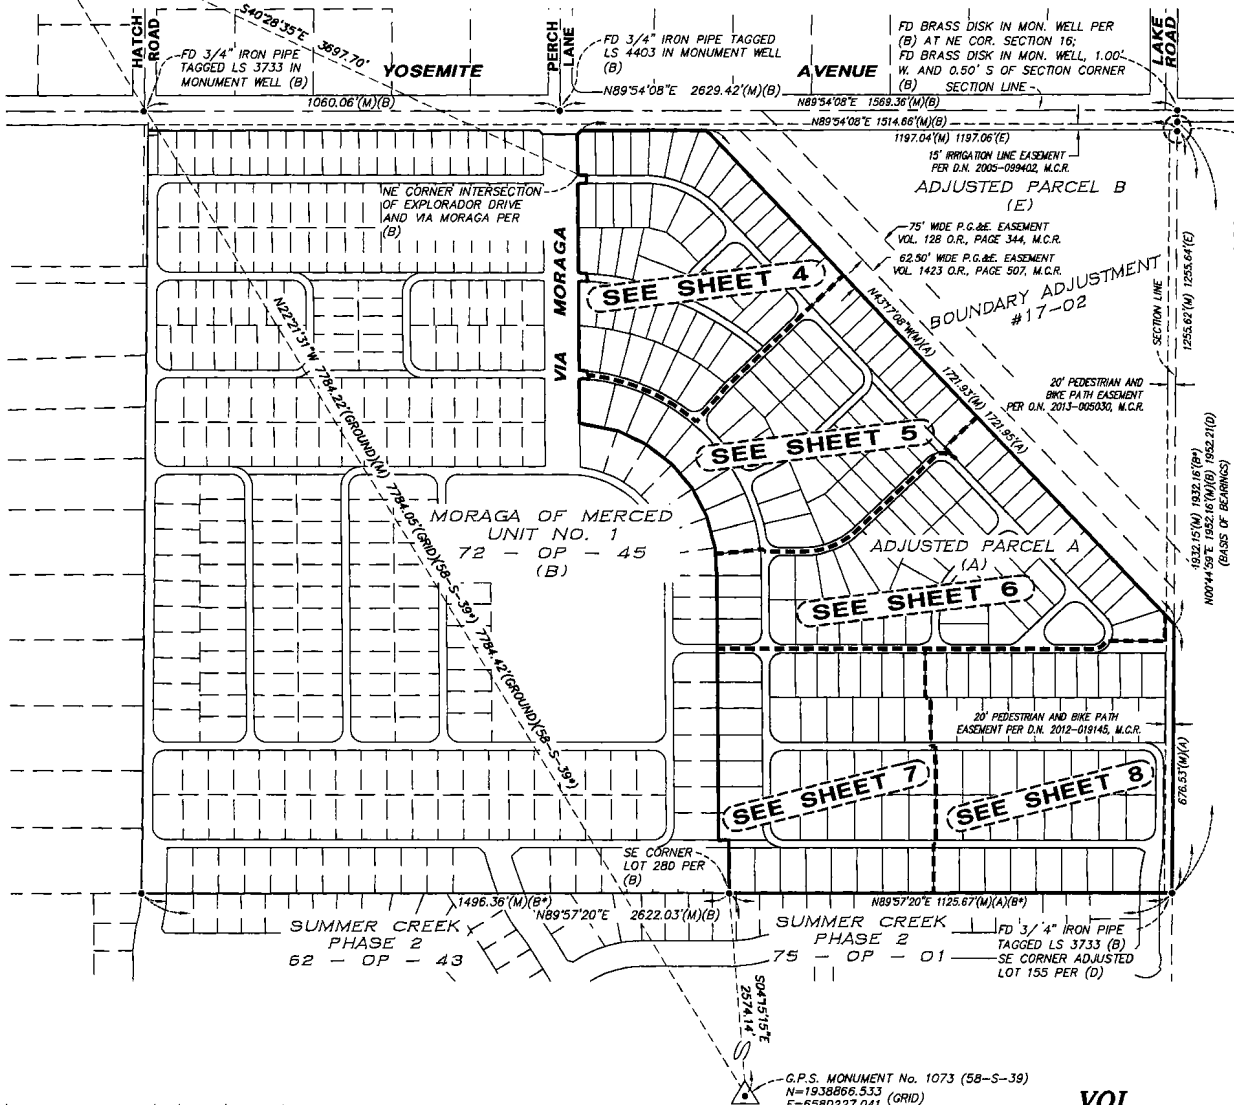 S40°28'35"E 3697.70'
HATCH
ROAD
FD 3/4" IRON PIPE
TAGGED LS 3733 IN
MONUMENT WELL (B)
YOSEMITE
PERCH
LANE
FD 3/4" IRON PIPE TAGGED
LS 4403 IN MONUMENT WELL
(B)
AVENUE
FD BRASS DISK IN MON. WELL PER
(B) AT NE COR. SECTION 16;
FD BRASS DISK IN MON. WELL, 1.00'
W. AND 0.50' S OF SECTION CORNER
(B)
SECTION LINE
LAKE
ROAD
1060.06'(M)(B)
N89°54'08"E 2629.42'(M)(B)
N89°54'08"E 1569.36'(M)(B)
N89°54'08"E 1514.66'(M)(B)
1197.04'(M) 1197.06'(E)
15' IRRIGATION LINE EASEMENT
PER D.N. 2005-099402, M.C.R.
ADJUSTED PARCEL B
(E)
NE CORNER INTERSECTION
OF EXPLORADOR DRIVE
AND VIA MORAGA PER
(B)
75' WIDE P.G.&E. EASEMENT
VOL. 128 O.R., PAGE 344, M.C.R.
62.50' WIDE P.G.&E. EASEMENT
VOL 1423 O.R., PAGE 507, M.C.R.
VIA MORAGA
SEE SHEET 4
BOUNDARY ADJUSTMENT
#17-02
SECTION LINE
1255.62'(M) 1255.64'(E)
N43°17'08"W(M)(A)
1721.93'(M) 1721.95'(A)
20' PEDESTRIAN AND
BIKE PATH EASEMENT
PER O.N. 2013-005030, M.C.R.
N22°21'31"W 7784.22'(GROUND)(M) 7784.05'(GRID)(58-S-39*) 7784.42'(GROUND)(58-S-39*)
SEE SHEET 5
1932.15'(M) 1932.16'(B*)
N00°44'59"E 1952.16'(M)(B) 1952.21(D)
(BASIS OF BEARINGS)
MORAGA OF MERCED
UNIT NO. 1
72 - OP - 45
(B)
ADJUSTED PARCEL A
(A)
SEE SHEET 6
20' PEDESTRIAN AND BIKE PATH
EASEMENT PER D.N. 2012-019145, M.C.R.
676.53'(M)(A)
SEE SHEET 7
SEE SHEET 8
SE CORNER
LOT 280 PER
(B)
1496.36'(M)(B*)
N89°57'20"E 2622.03'(M)(B)
N89°57'20"E 1125.67'(M)(A)(B*)
SUMMER CREEK
PHASE 2
62 - OP - 43
SUMMER CREEK
PHASE 2
75 - OP - 01
FD 3/4" IRON PIPE
TAGGED LS 3733 (B)
SE CORNER ADJUSTED
LOT 155 PER (D)
S04°15'15"E
2574.14'
G.P.S. MONUMENT No. 1073 (58-S-39)
N=1938866.533
(GRID)
E=6580227.041
VOL